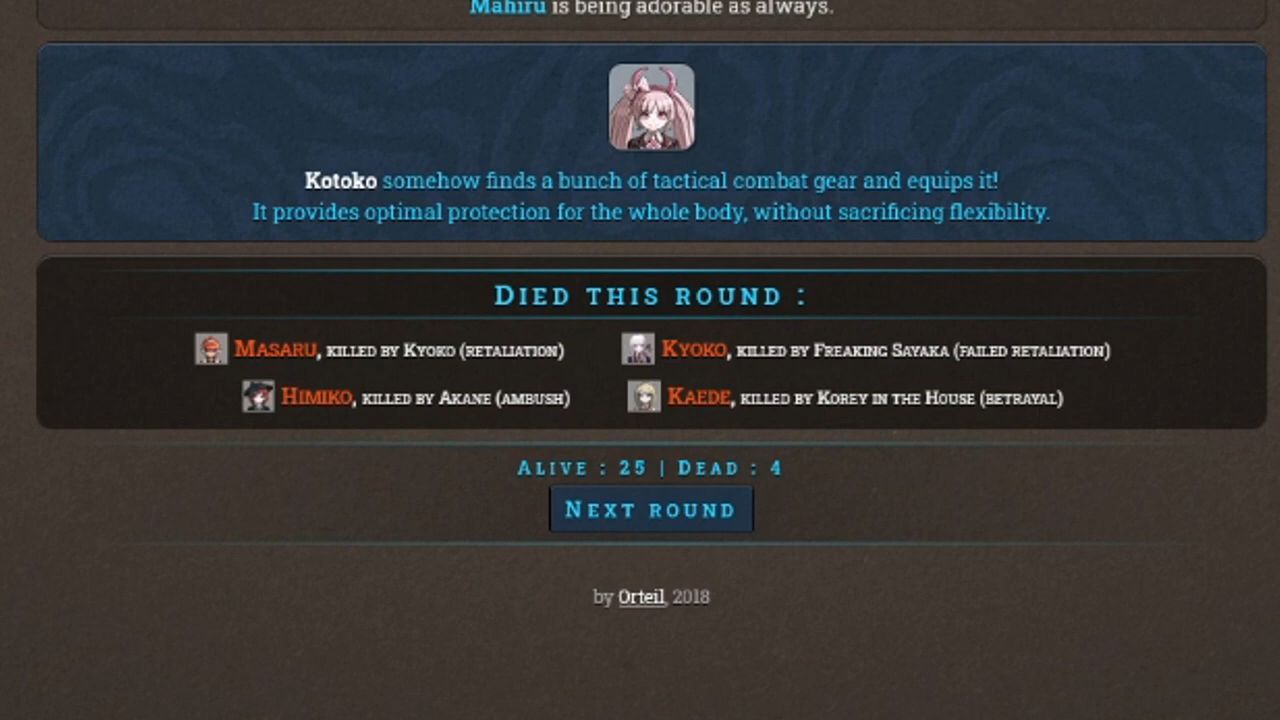 Mahiru is being adorable as always.
Kotoko somehow finds a bunch of tactical combat gear and equips it!
It provides optimal protection for the whole body, without sacrificing flexibility.
Died this round :
Masaru, killed by Kyoko (retaliation)
Kyoko, killed by Freaking Sayaka (failed retaliation)
Himiko, killed by Akane (ambush)
Kaede, killed by Korey in the House (betrayal)
Alive : 25 | Dead : 4
Next round
by Orteil, 2018